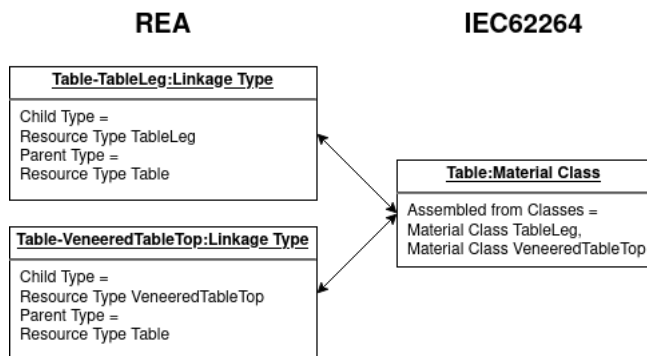 REA
IEC62264
Table-TableLeg:Linkage Type
Child Type =
Resource Type TableLeg
Parent Type =
Resource Type Table
Table-VeneeredTableTop:Linkage Type
Child Type =
Resource Type VeneeredTableTop
Parent Type =
Resource Type Table
Table:Material Class
Assembled from Classes =
Material Class TableLeg,
Material Class VeneeredTableTop